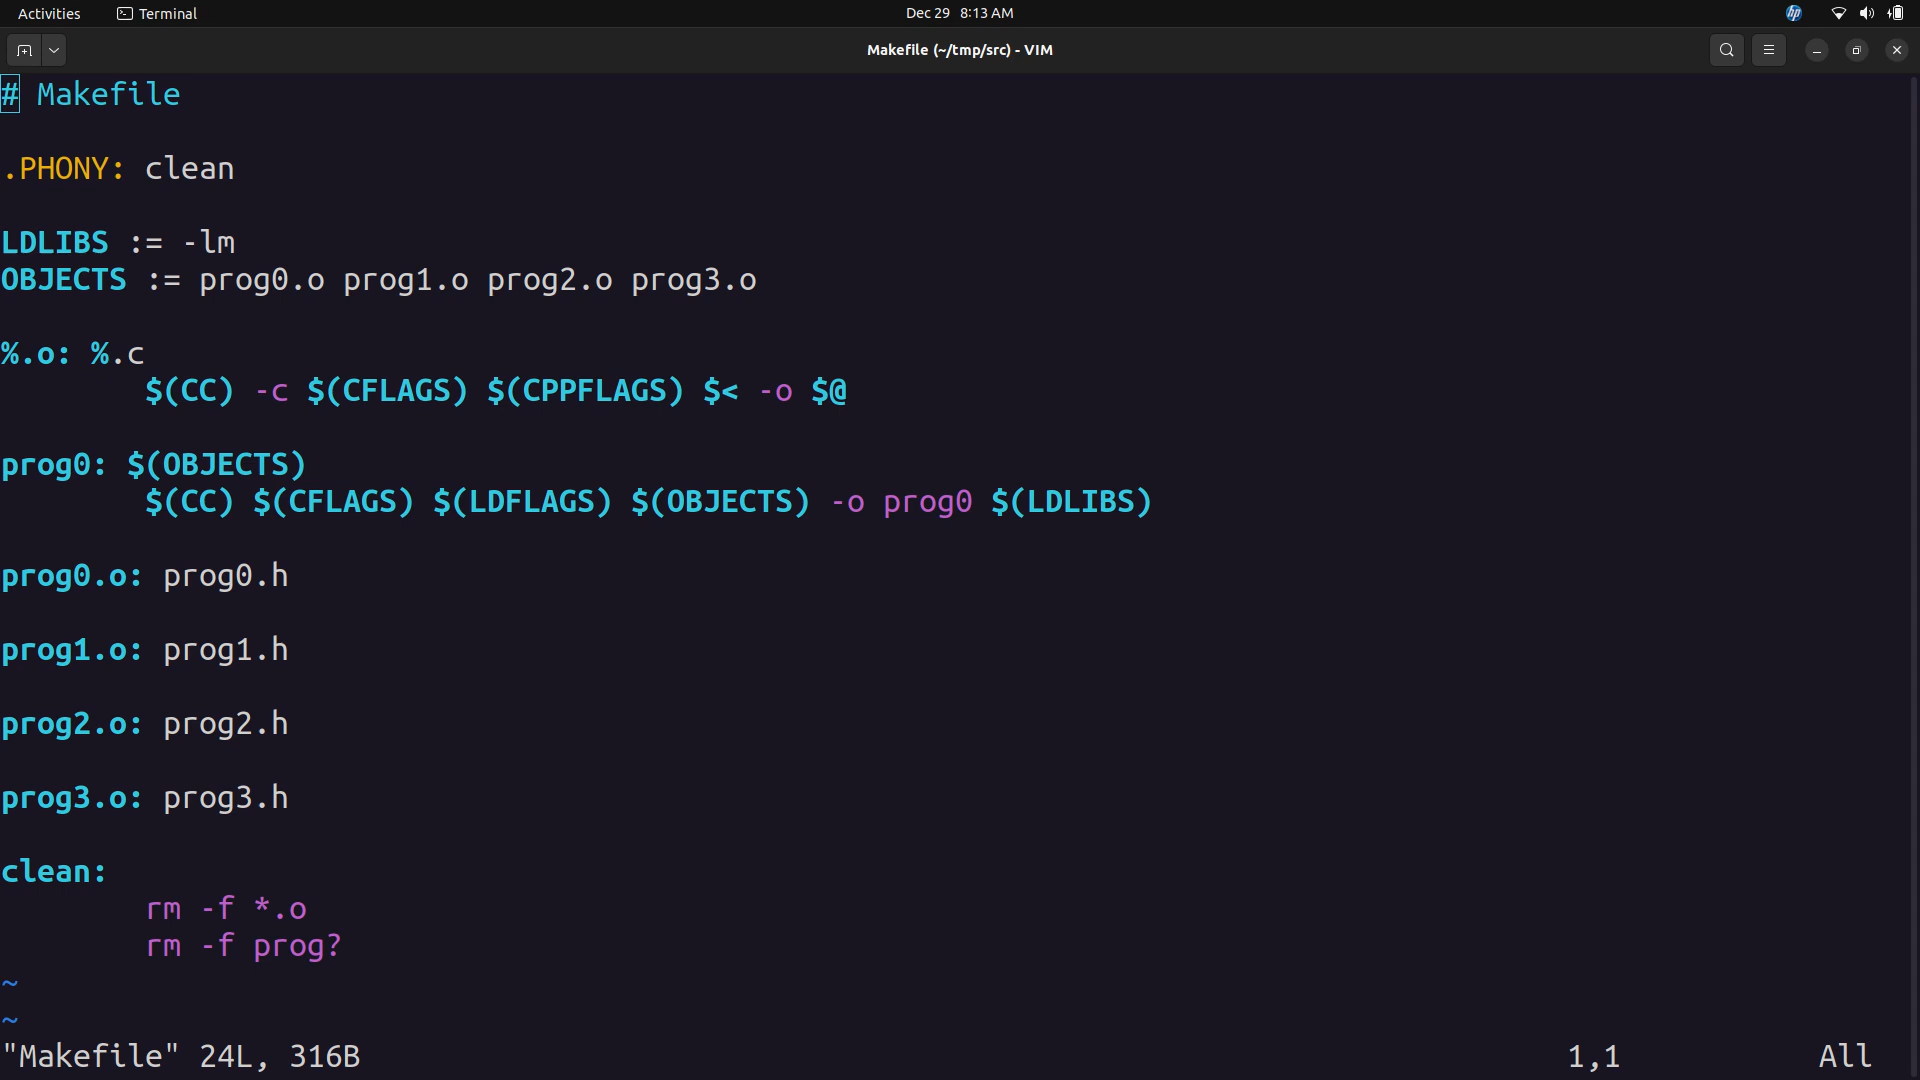 Activities Terminal Dec 29 8:13 AM hp
Makefile (~/tmp/src) - VIM
# Makefile
.PHONY: clean
LDLIBS := -lm
OBJECTS := prog0.o prog1.o prog2.o prog3.o
%.o: %.c
$(CC) -c $(CFLAGS) $(CPPFLAGS) $< -o $@
prog0: $(OBJECTS)
$(CC) $(CFLAGS) $(LDFLAGS) $(OBJECTS) -o prog0 $(LDLIBS)
prog0.o: prog0.h
prog1.o: prog1.h
prog2.o: prog2.h
prog3.o: prog3.h
clean:
rm -f *.o
rm -f prog?
~
~
"Makefile" 24L, 316B 1,1 All